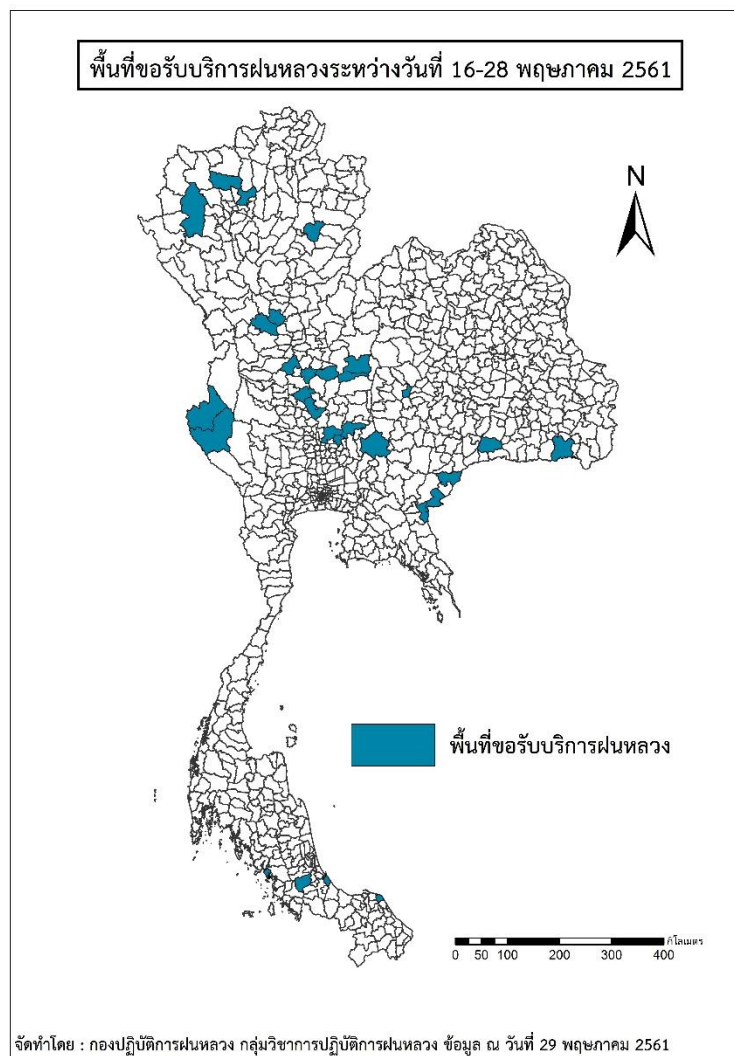 พื้นที่ขอรับบริการฝนหลวงระหว่างวันที่ 16-28 พฤษภาคม 2561
N
พื้นที่ขอรับบริการฝนหลวง
กิโลเมตร
0 50 100 200 300 400
จัดทำโดย : กองปฏิบัติการฝนหลวง กลุ่มวิชาการปฏิบัติการฝนหลวง ข้อมูล ณ วันที่ 29 พฤษภาคม 2561